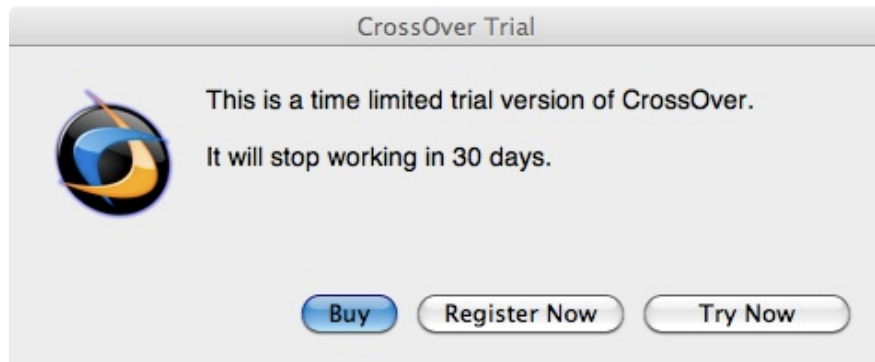 CrossOver Trial
This is a time limited trial version of CrossOver.
It will stop working in 30 days.
Buy
Register Now
Try Now